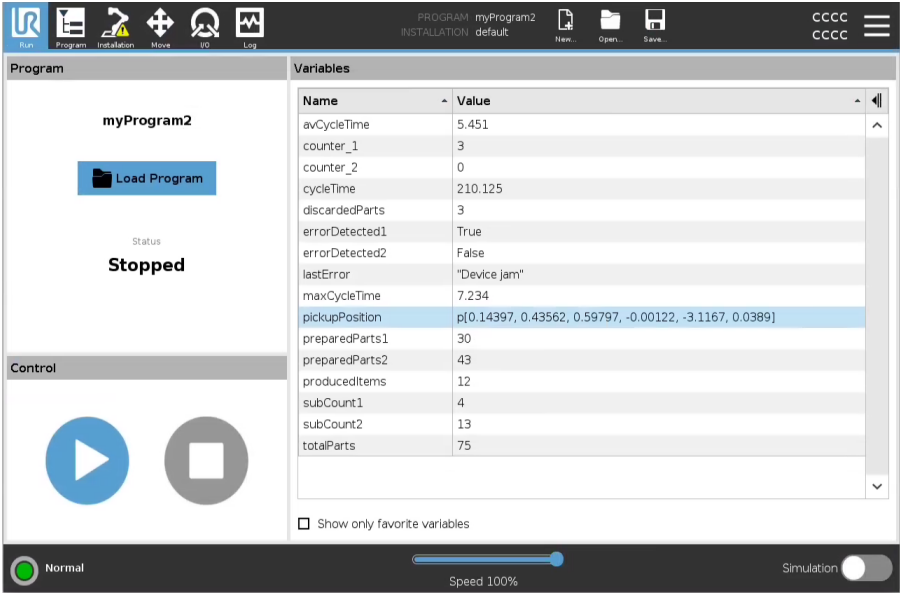 UR
Run
Program
Installation
Move
I/O
Log
PROGRAM myProgram2
INSTALLATION default
New...
Open...
Save...
CCCC
CCCC
Program
myProgram2
Load Program
Status
Stopped
Control
Variables
Name Value
avCycleTime 5.451
counter_1 3
counter_2 0
cycleTime 210.125
discardedParts 3
errorDetected1 True
errorDetected2 False
lastError "Device jam"
maxCycleTime 7.234
pickupPosition p[0.14397, 0.43562, 0.59797, -0.00122, -3.1167, 0.0389]
preparedParts1 30
preparedParts2 43
producedItems 12
subCount1 4
subCount2 13
totalParts 75
Show only favorite variables
Normal
Speed 100%
Simulation